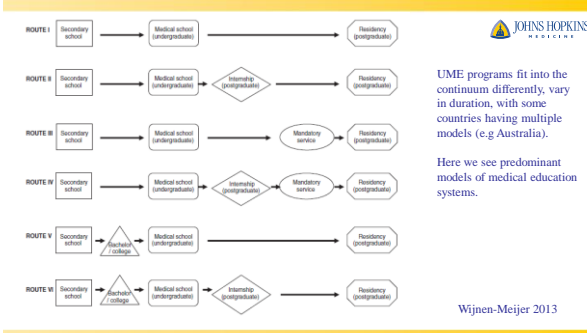 JOHNS HOPKINS
MEDICINE
ROUTE I
Secondary
school
Medical school
(undergraduate)
Residency
(postgraduate)
ROUTE II
Secondary
school
Medical school
(undergraduate)
Internship
(postgraduate)
Residency
(postgraduate)
ROUTE III
Secondary
school
Medical school
(undergraduate)
Mandatory
service
Residency
(postgraduate)
ROUTE IV
Secondary
school
Medical school
(undergraduate)
Internship
(postgraduate)
Mandatory
service
Residency
(postgraduate)
ROUTE V
Secondary
school
Bachelor
/ college
Medical school
(undergraduate)
Residency
(postgraduate)
ROUTE VI
Secondary
school
Bachelor
/ college
Medical school
(undergraduate)
Internship
(postgraduate)
Residency
(postgraduate)
UME programs fit into the
continuum differently, vary
in duration, with some
countries having multiple
models (e.g Australia).
Here we see predominant
models of medical education
systems.
Wijnen-Meijer 2013